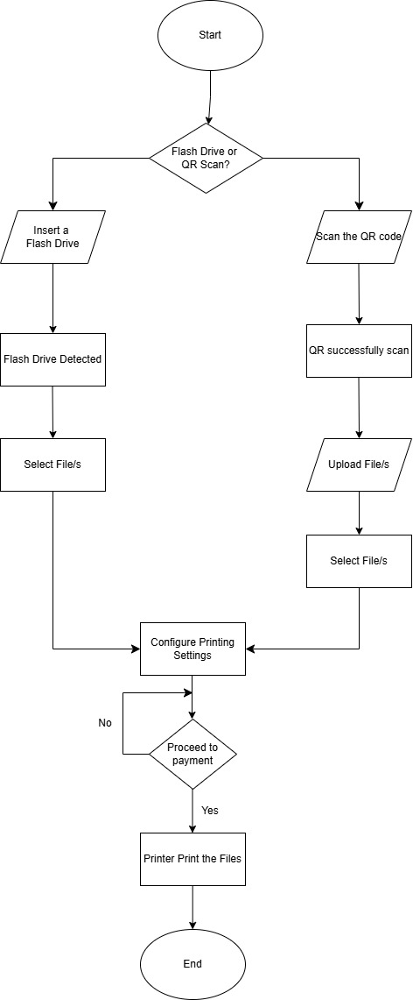 Start
Flash Drive or
QR Scan?
Insert a
Flash Drive
Scan the QR code
Flash Drive Detected
QR successfully scan
Select File/s
Upload File/s
Select File/s
Configure Printing
Settings
No
Proceed to
payment
Yes
Printer Print the Files
End